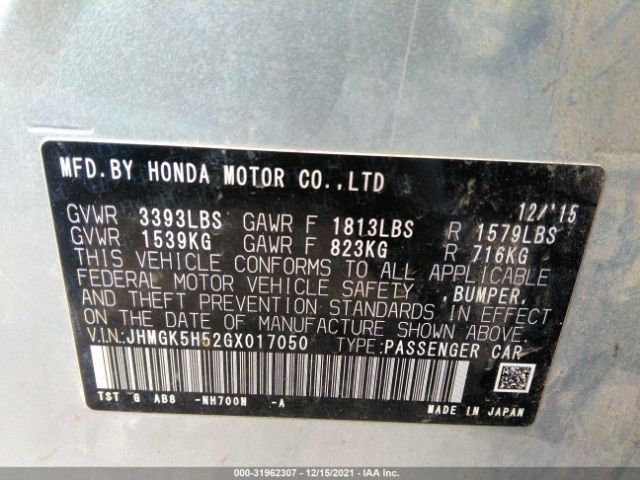 MFD.BY HONDA MOTOR CO.,LTD
12/'15
GVWR 3393LBS GAWR F 1813LBS R 1579LBS
GVWR 1539KG GAWR F 823KG R 716KG
THIS VEHICLE CONFORMS TO ALL APPLICABLE
FEDERAL MOTOR VEHICLE SAFETY, BUMPER,
AND THEFT PREVENTION STANDARDS IN EFFECT
ON THE DATE OF MANUFACTURE SHOWN ABOVE.
V.I.N:JHMGK5H52GX017050 TYPE:PASSENGER CAR
TST G AB8 -NH700M -A
MADE IN JAPAN
000-31962307 - 12/15/2021 - IAA Inc.